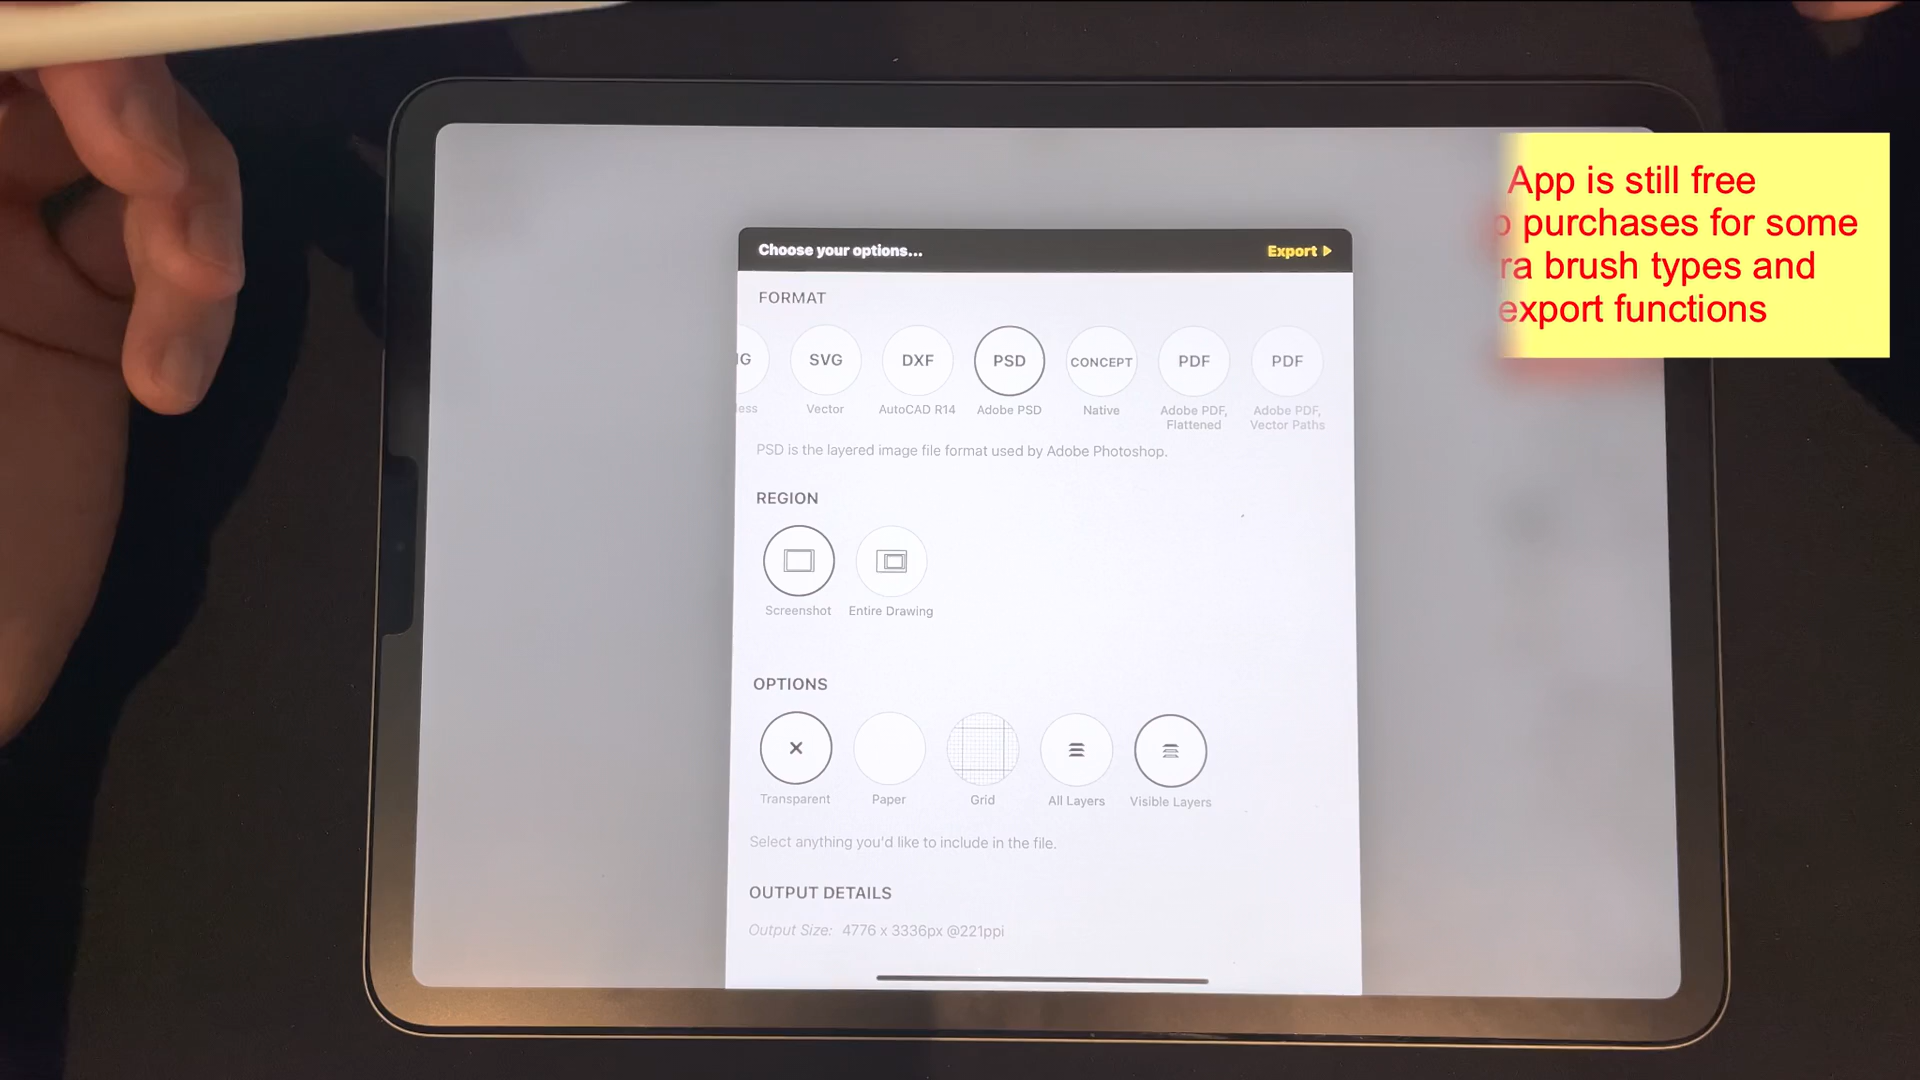 App is still free
purchases for some
brush types and
export functions
Choose your options...
Export
FORMAT
SVG
DXF
PSD
CONCEPT
PDF
PDF
Vector
AutoCAD R14
Adobe PSD
Native
Adobe PDF,
Flattened
Adobe PDF,
Vector Paths
PSD is the layered image file format used by Adobe Photoshop.
REGION
Screenshot
Entire Drawing
OPTIONS
Transparent
Paper
Grid
All Layers
Visible Layers
Select anything you'd like to include in the file.
OUTPUT DETAILS
Output Size: 4776 x 3336px @221ppi